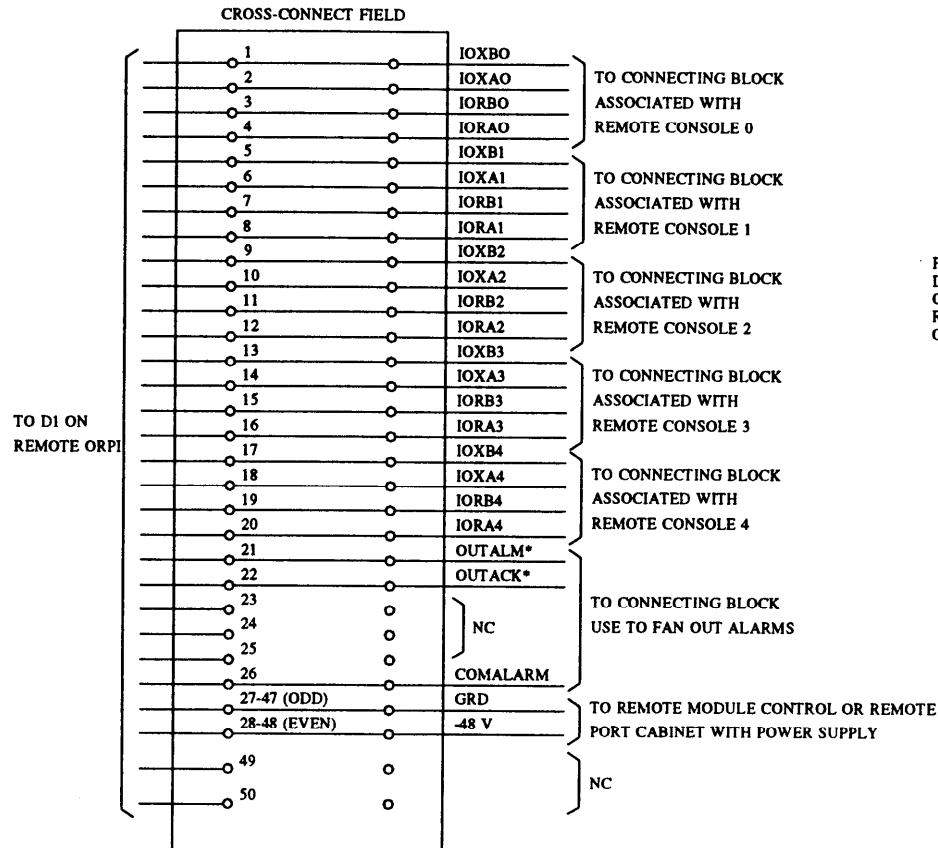 CROSS-CONNECT FIELD
1 IOXBO
2 IOXAO
3 IORBO
4 IORAO
TO CONNECTING BLOCK
ASSOCIATED WITH
REMOTE CONSOLE 0
5 IOXB1
6 IOXA1
7 IORB1
8 IORA1
TO CONNECTING BLOCK
ASSOCIATED WITH
REMOTE CONSOLE 1
9 IOXB2
10 IOXA2
11 IORB2
12 IORA2
TO CONNECTING BLOCK
ASSOCIATED WITH
REMOTE CONSOLE 2
13 IOXB3
14 IOXA3
15 IORB3
16 IORA3
TO CONNECTING BLOCK
ASSOCIATED WITH
REMOTE CONSOLE 3
TO D1 ON
REMOTE ORPI
17 IOXB4
18 IOXA4
19 IORB4
20 IORA4
TO CONNECTING BLOCK
ASSOCIATED WITH
REMOTE CONSOLE 4
21 OUTALM*
22 OUTACK*
23
24 NC
25
26 COMALARM
TO CONNECTING BLOCK
USE TO FAN OUT ALARMS
27-47 (ODD) GRD
28-48 (EVEN) -48 V
TO REMOTE MODULE CONTROL OR REMOTE
PORT CABINET WITH POWER SUPPLY
49
50
NC